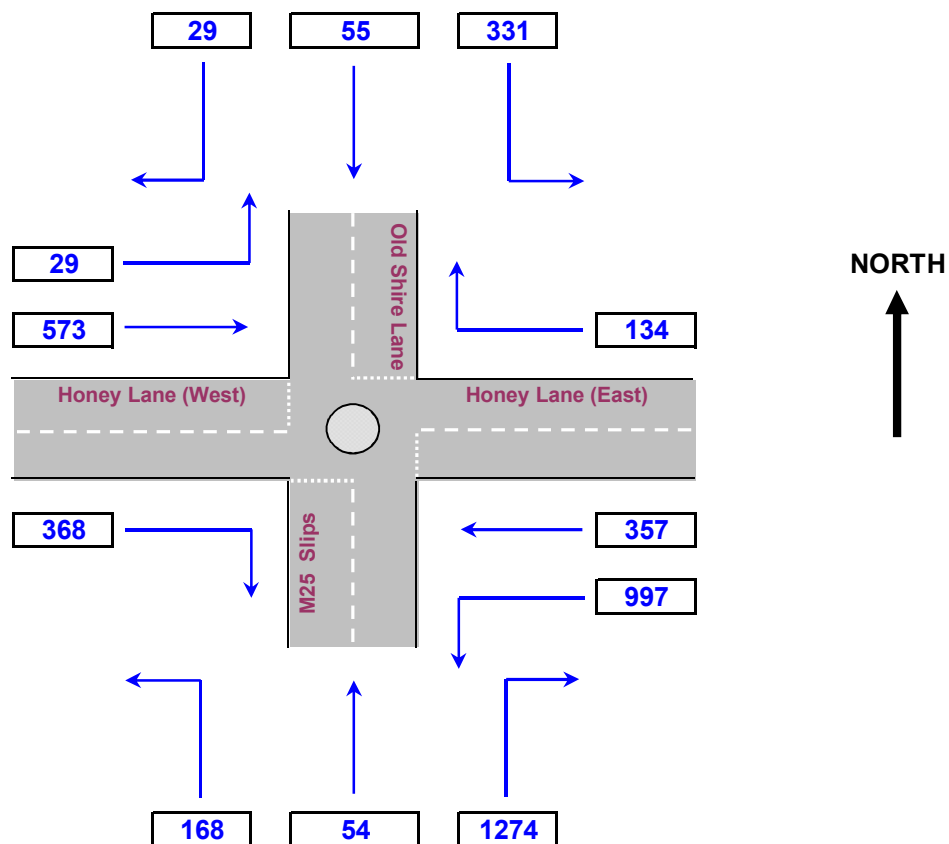 29 55 331
29
573
Old Shire Lane
134
NORTH
Honey Lane (West)
Honey Lane (East)
368
M25 Slips
357
997
168 54 1274